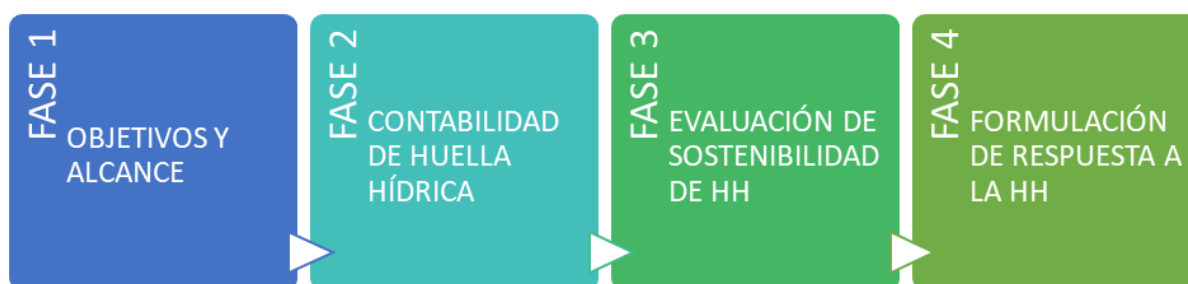 FASE 1
OBJETIVOS Y
ALCANCE
FASE 2
CONTABILIDAD
DE HUELLA
HÍDRICA
FASE 3
EVALUACIÓN DE
SOSTENIBILIDAD
DE HH
FASE 4
FORMULACIÓN
DE RESPUESTA A
LA HH